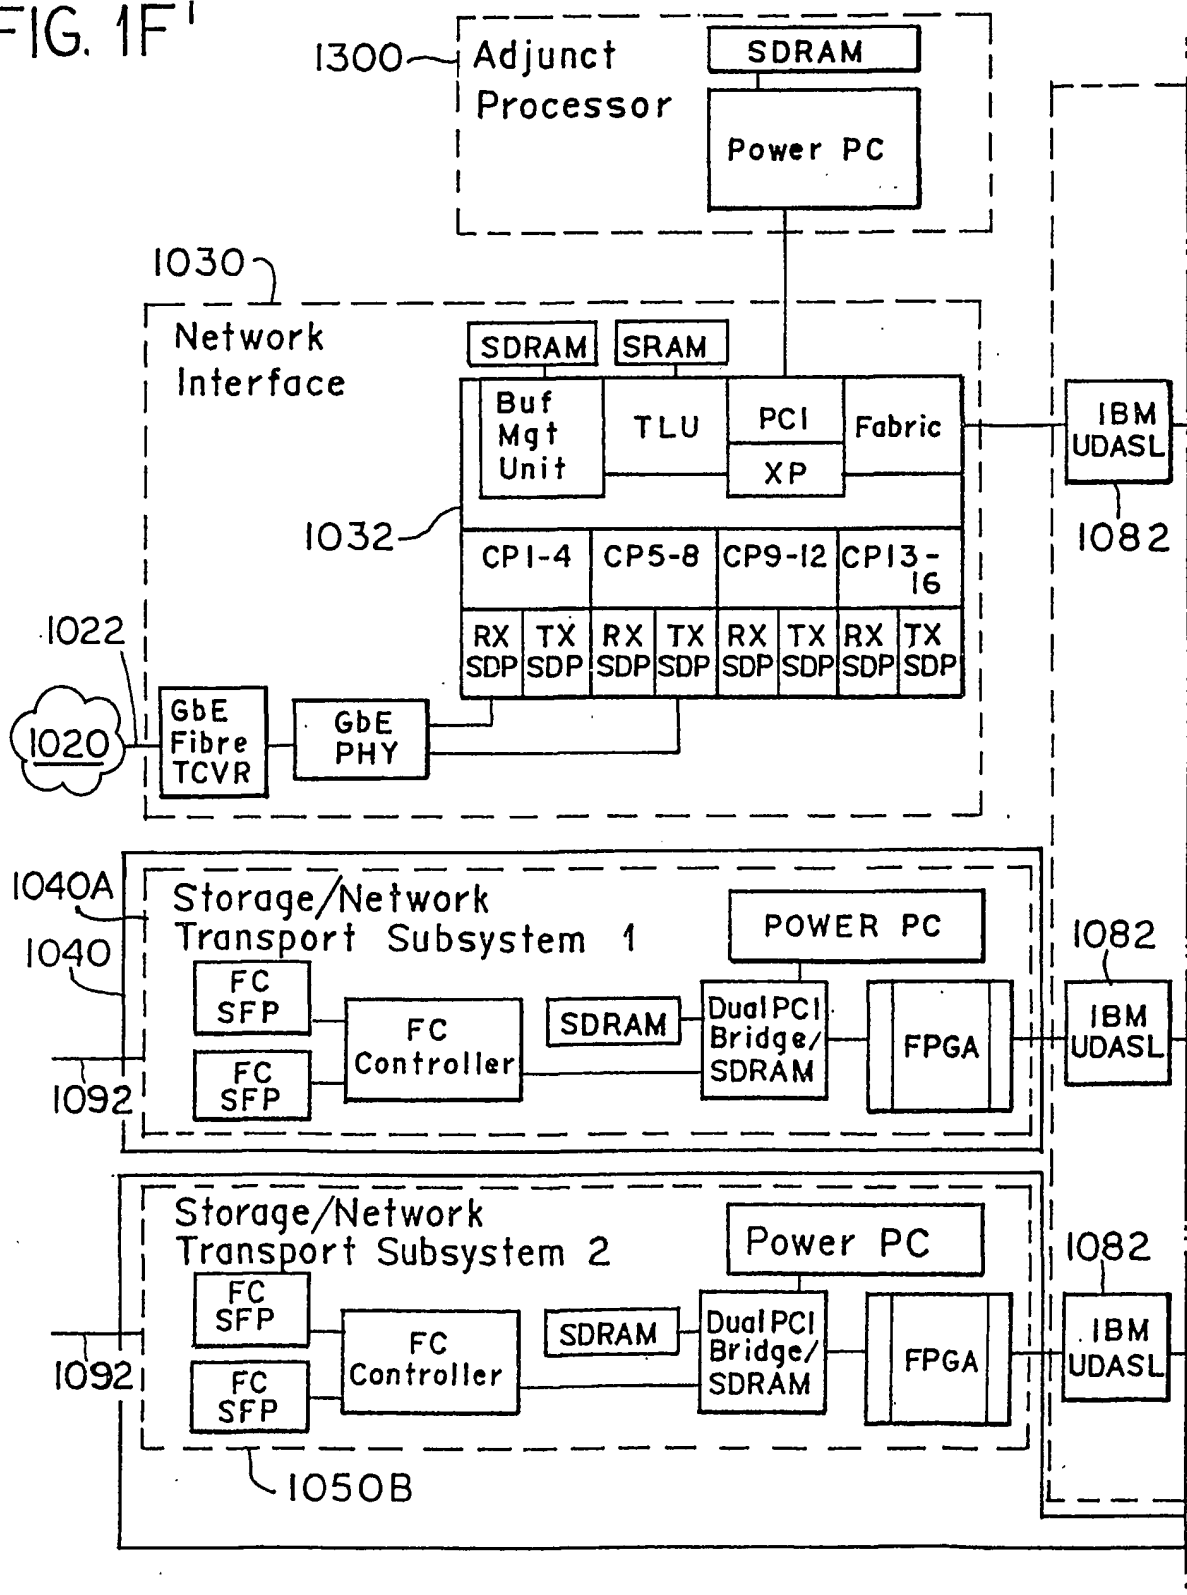 FIG. 1F'
1300
Adjunct
Processor
SDRAM
Power PC
1030
Network
Interface
SDRAM
SRAM
Buf
Mgt
Unit
TLU
PCI
XP
Fabric
IBM
UDASL
1082
1032
CP1-4
CP5-8
CP9-12
CP13-
16
RX
SDP
TX
SDP
RX
SDP
TX
SDP
RX
SDP
TX
SDP
RX
SDP
TX
SDP
1022
1020
GbE
Fibre
TCVR
GbE
PHY
1040A
1040
Storage/Network
Transport Subsystem 1
POWER PC
FC
SFP
FC
SFP
FC
Controller
SDRAM
Dual PCI
Bridge/
SDRAM
FPGA
1082
IBM
UDASL
1092
Storage/Network
Transport Subsystem 2
Power PC
FC
SFP
FC
SFP
FC
Controller
SDRAM
Dual PCI
Bridge/
SDRAM
FPGA
1082
IBM
UDASL
1092
1050B